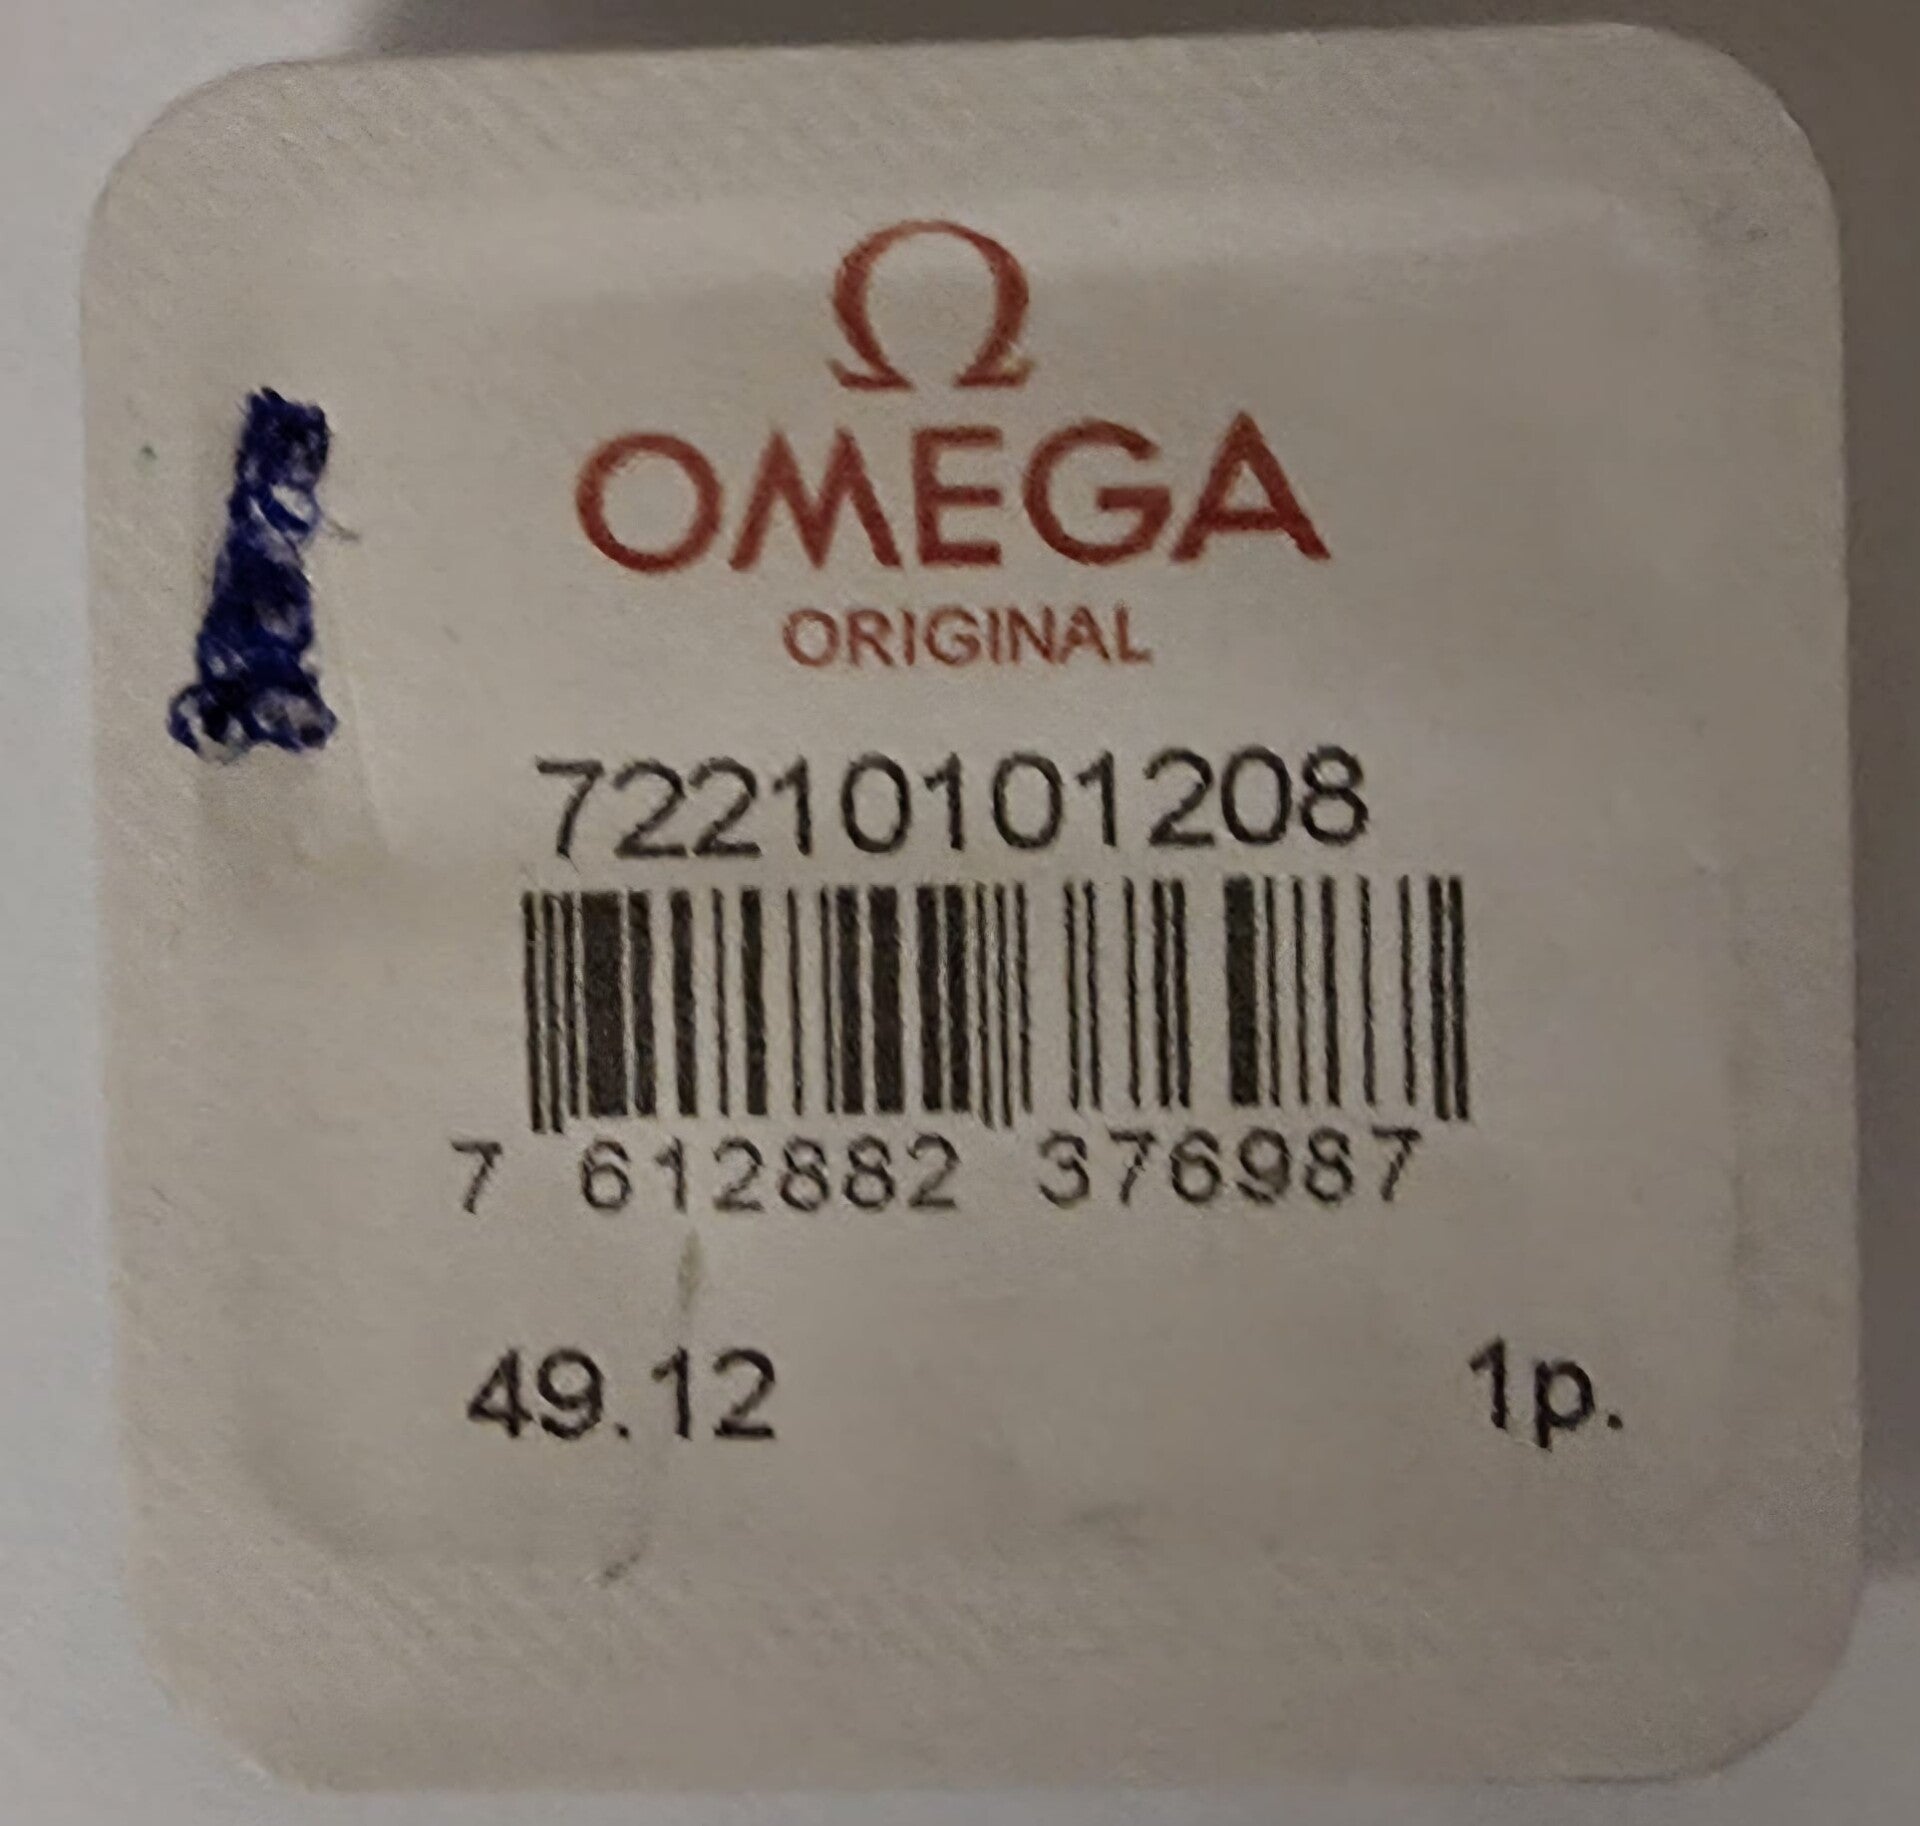 Ω
OMEGA
ORIGINAL
72210101208
7 612882 376987
49.12 1p.